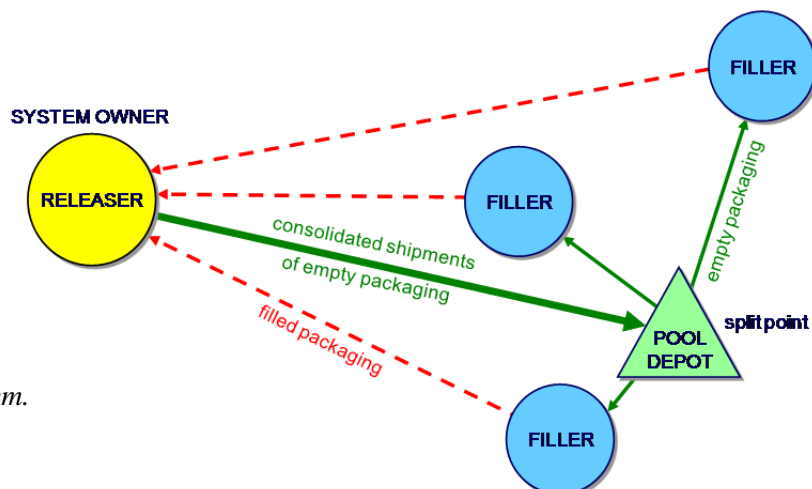 FILLER
SYSTEM OWNER
RELEASER
FILLER
consolidated shipments
of empty packaging
empty packaging
split point
POOL
DEPOT
filled packaging
em.
FILLER